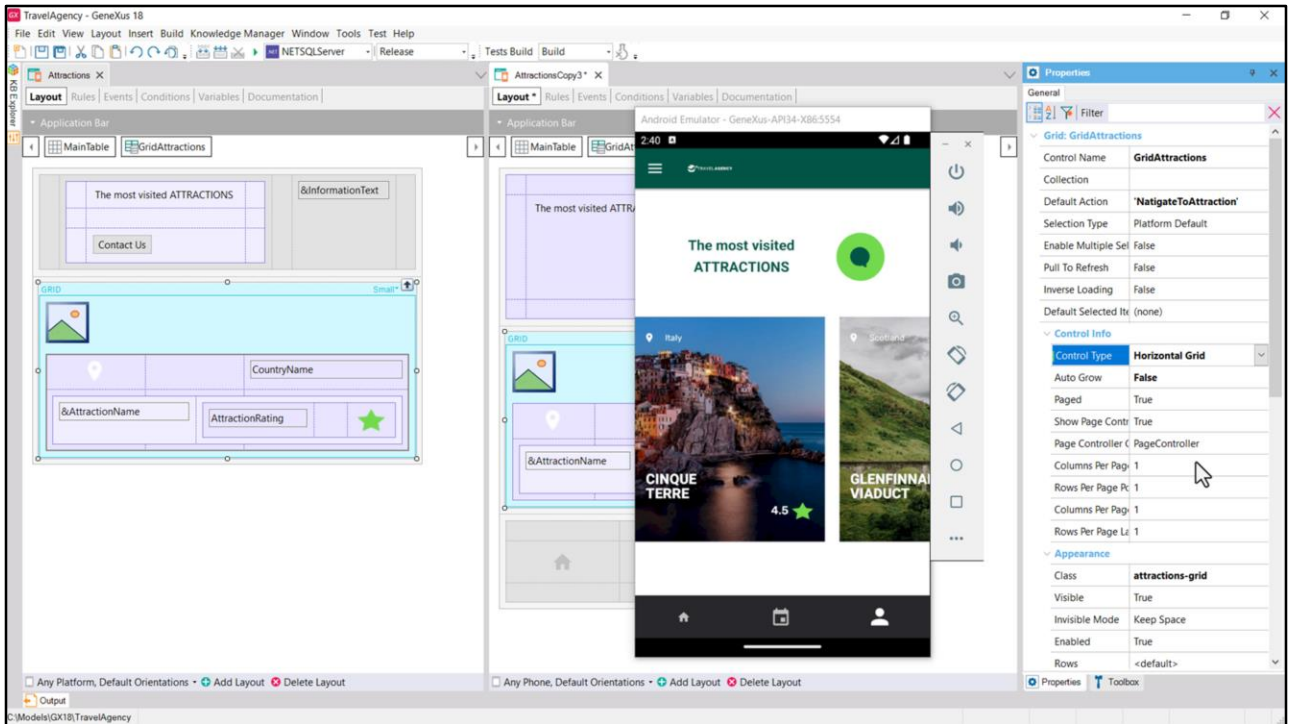 TravelAgency - GeneXus 18
File Edit View Layout Insert Build Knowledge Manager Window Tools Test Help
NETSQLServer Release Tests Build Build
KB Explorer
Attractions X
Layout Rules | Events | Conditions | Variables | Documentation |
Application Bar
MainTable GridAttractions
The most visited ATTRACTIONS
&InformationText
Contact Us
GRID Small*
CountryName
&AttractionName
AttractionRating
Any Platform, Default Orientations Add Layout Delete Layout
AttractionsCopy3* X
Layout * Rules | Events | Conditions | Variables | Documentation |
Application Bar
MainTable GridAt
The most visited ATTRA
GRID
&AttractionName
Any Phone, Default Orientations Add Layout Delete Layout
Android Emulator - GeneXus-API34-X86:5554
2:40
TRAVELAGENCY
The most visited
ATTRACTIONS
Italy
Scotland
CINQUE
TERRE
4.5
GLENFINNAI
VIADUCT
Properties
General
Filter
Grid: GridAttractions
Control Name GridAttractions
Collection
Default Action 'NatigateToAttraction'
Selection Type Platform Default
Enable Multiple Sel False
Pull To Refresh False
Inverse Loading False
Default Selected Ite (none)
Control Info
Control Type Horizontal Grid
Auto Grow False
Paged True
Show Page Contr True
Page Controller C PageController
Columns Per Pag 1
Rows Per Page Po 1
Columns Per Pag 1
Rows Per Page La 1
Appearance
Class attractions-grid
Visible True
Invisible Mode Keep Space
Enabled True
Rows <default>
Properties Toolbox
Output
C:\Models\GX18\TravelAgency